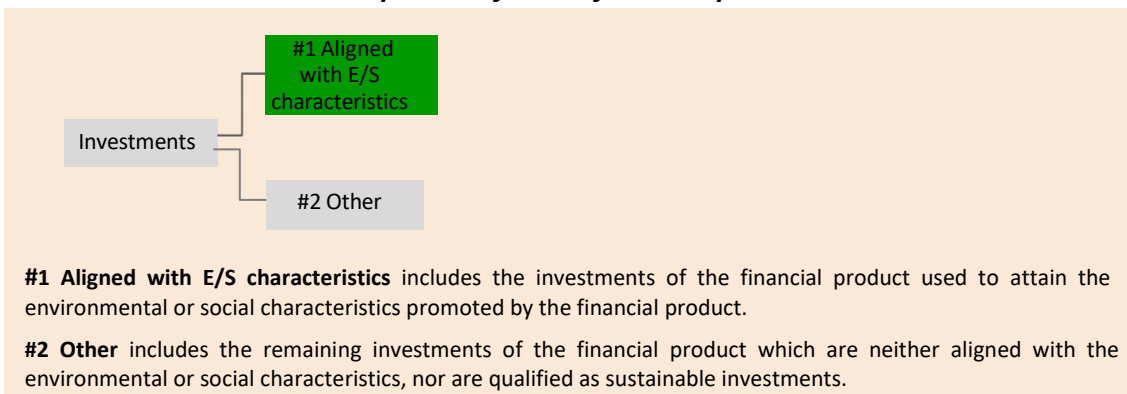 #1 Aligned
with E/S
characteristics
Investments
#2 Other
#1 Aligned with E/S characteristics includes the investments of the financial product used to attain the
environmental or social characteristics promoted by the financial product.
#2 Other includes the remaining investments of the financial product which are neither aligned with the
environmental or social characteristics, nor are qualified as sustainable investments.